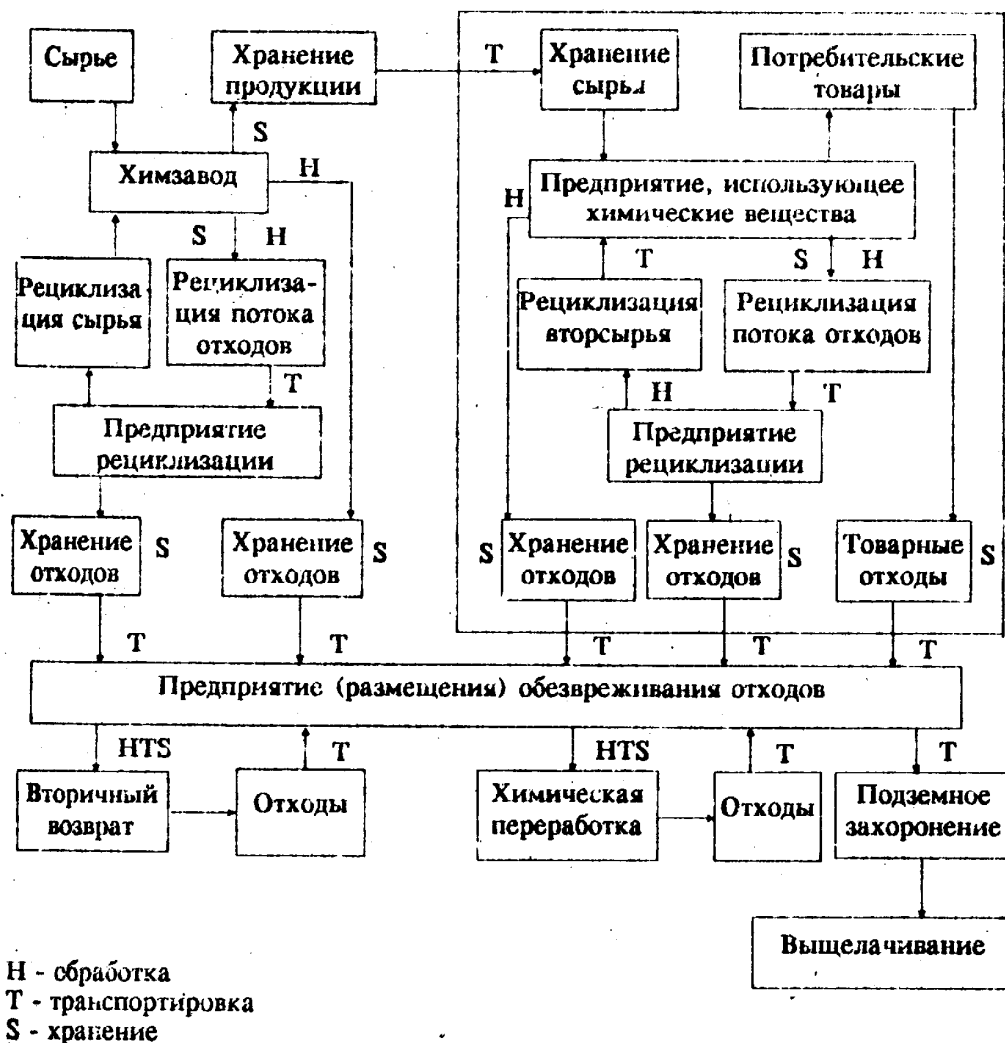 Сырье
Хранение
продукции
T
Хранение
сырья
Потребительские
товары
S
Химзавод
H
H
Предприятие, использующее
химические вещества
S
H
T
S
H
Рециклиза
ция сырья
Рециклиза-
ция потока
отходов
Рециклизация
вторсырья
Рециклизация
потока отходов
T
H
T
Предприятие
рециклизации
Предприятие
рециклизации
Хранение
отходов
S
Хранение
отходов
S
S
Хранение
отходов
Хранение
отходов
S
Товарные
отходы
S
T
T
T
T
T
Предприятие (размещения) обезвреживания отходов
HTS
T
HTS
T
T
Вторичный
возврат
Отходы
Химическая
переработка
Отходы
Подземное
захоронение
Выщелачивание
H - обработка
T - транспортировка
S - хранение